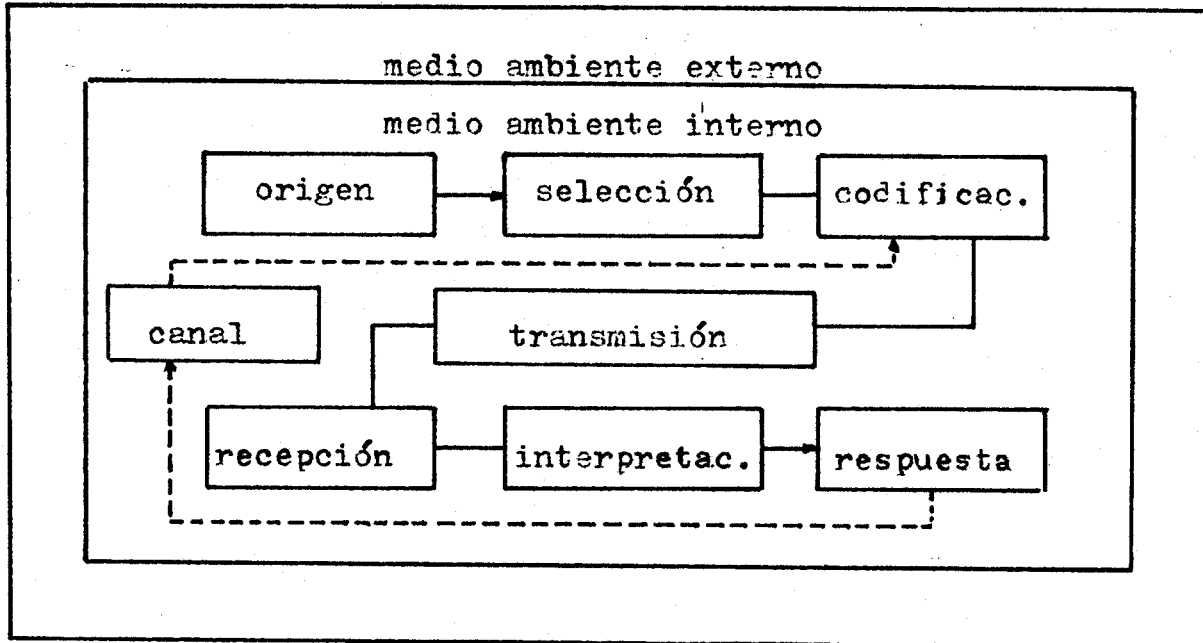 medio ambiente externo
medio ambiente interno
origen
selección
codificac.
canal
transmisión
recepción
interpretac.
respuesta